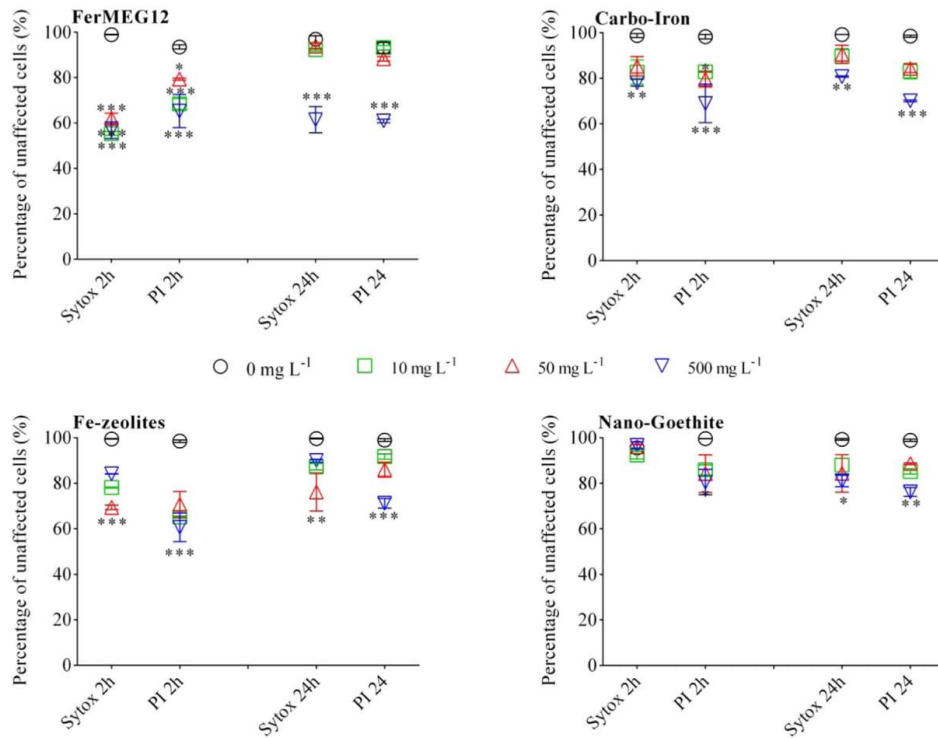 FerMEG12
Percentage of unaffected cells (%)
100
80
60
40
20
0
*
***
***
***
***
***
***
***
Sytox 2h
PI 2h
Sytox 24h
PI 24
Carbo-Iron
Percentage of unaffected cells (%)
100
80
60
40
20
0
*
**
***
**
***
Sytox 2h
PI 2h
Sytox 24h
PI 24
0 mg L⁻¹ 10 mg L⁻¹ 50 mg L⁻¹ 500 mg L⁻¹
Fe-zeolites
Percentage of unaffected cells (%)
100
80
60
40
20
0
***
***
**
***
Sytox 2h
PI 2h
Sytox 24h
PI 24
Nano-Goethite
Percentage of unaffected cells (%)
100
80
60
40
20
0
*
*
**
Sytox 2h
PI 2h
Sytox 24h
PI 24